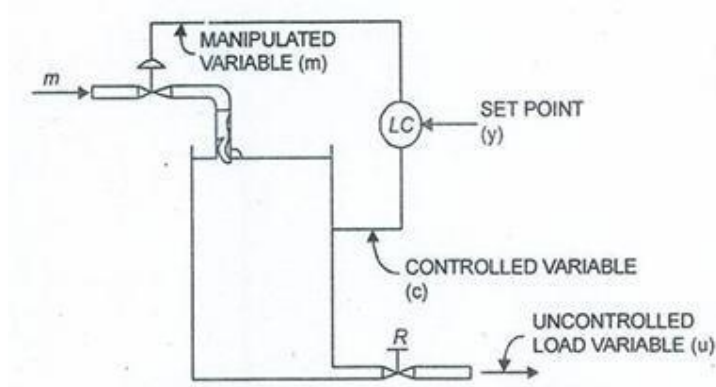 MANIPULATED
VARIABLE (m)
m
LC
SET POINT
(y)
CONTROLLED VARIABLE
(c)
R
UNCONTROLLED
LOAD VARIABLE (u)